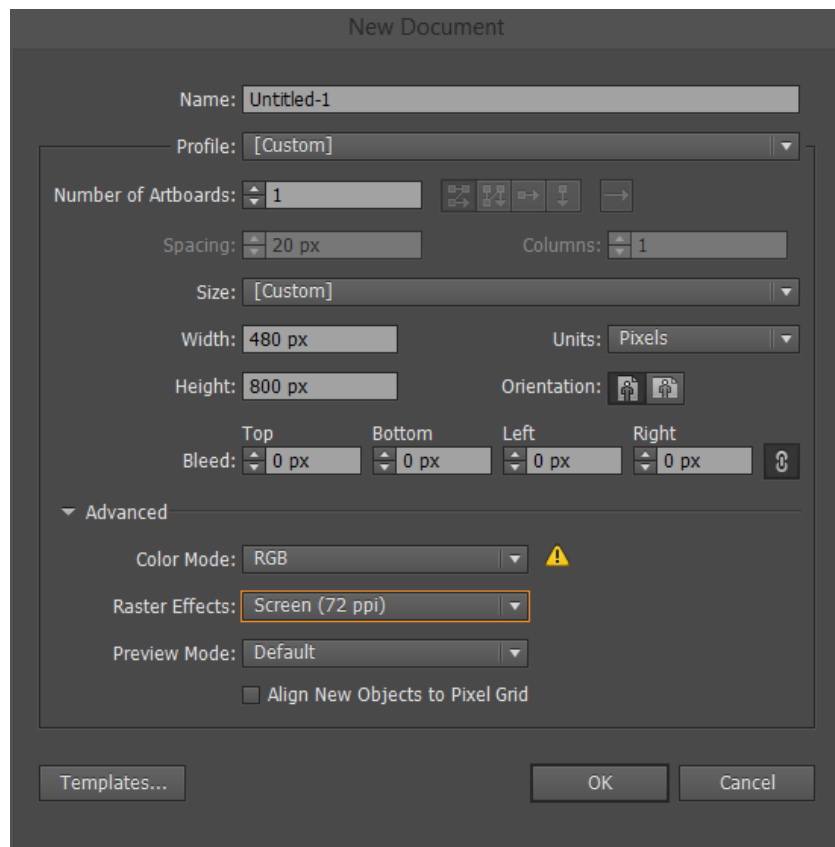 New Document
Name: Untitled-1
Profile: [Custom]
Number of Artboards: 1
Spacing: 20 px Columns: 1
Size: [Custom]
Width: 480 px Units: Pixels
Height: 800 px Orientation:
Top Bottom Left Right
Bleed: 0 px 0 px 0 px 0 px
Advanced
Color Mode: RGB
Raster Effects: Screen (72 ppi)
Preview Mode: Default
Align New Objects to Pixel Grid
Templates... OK Cancel